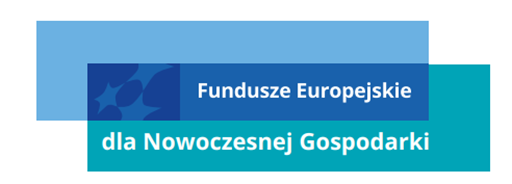 Fundusze Europejskie
dla Nowoczesnej Gospodarki